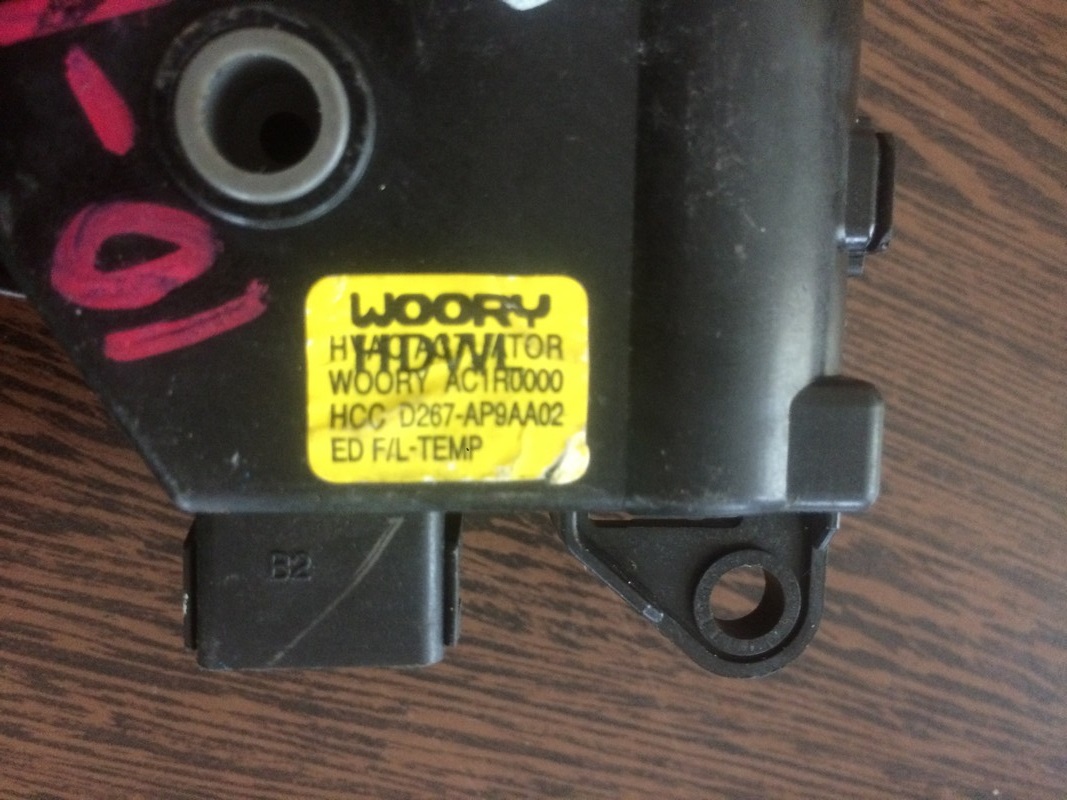 WOORY
WOORY AC1R0000
HCC D267-AP9AA02
ED F/L-TEMP
B2